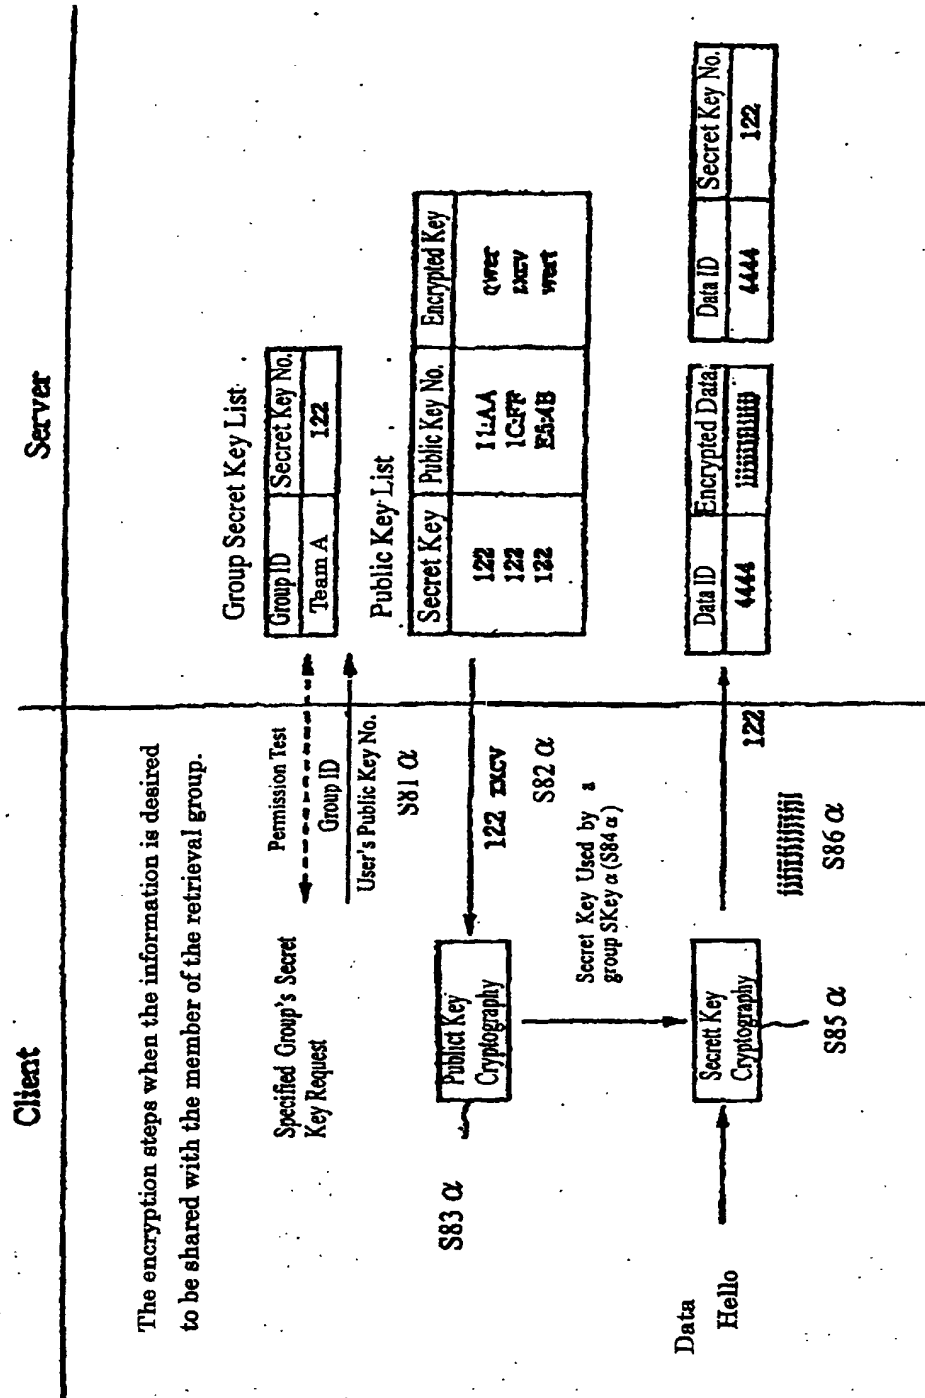 Client
Server
The encryption steps when the information is desired
to be shared with the member of the retrieval group.
Specified Group's Secret
Key Request
Permission Test
Group ID
User's Public Key No.
S81 α
Group Secret Key List
Group ID Secret Key No.
Team A 122
Public Key List
Secret Key Public Key No. Encrypted Key
122 11:AA qwer
122 1C:FF zxcv
122 E5:4B wert
122 zxcv
S82 α
S83 α
Publict Key
Cryptography
Secret Key Used by a
group SKey α (S84 α)
Data
Hello
Secrett Key
Cryptography
S85 α
S86 α
122
Data ID Encrypted Data
4444
Data ID Secret Key No.
4444 122